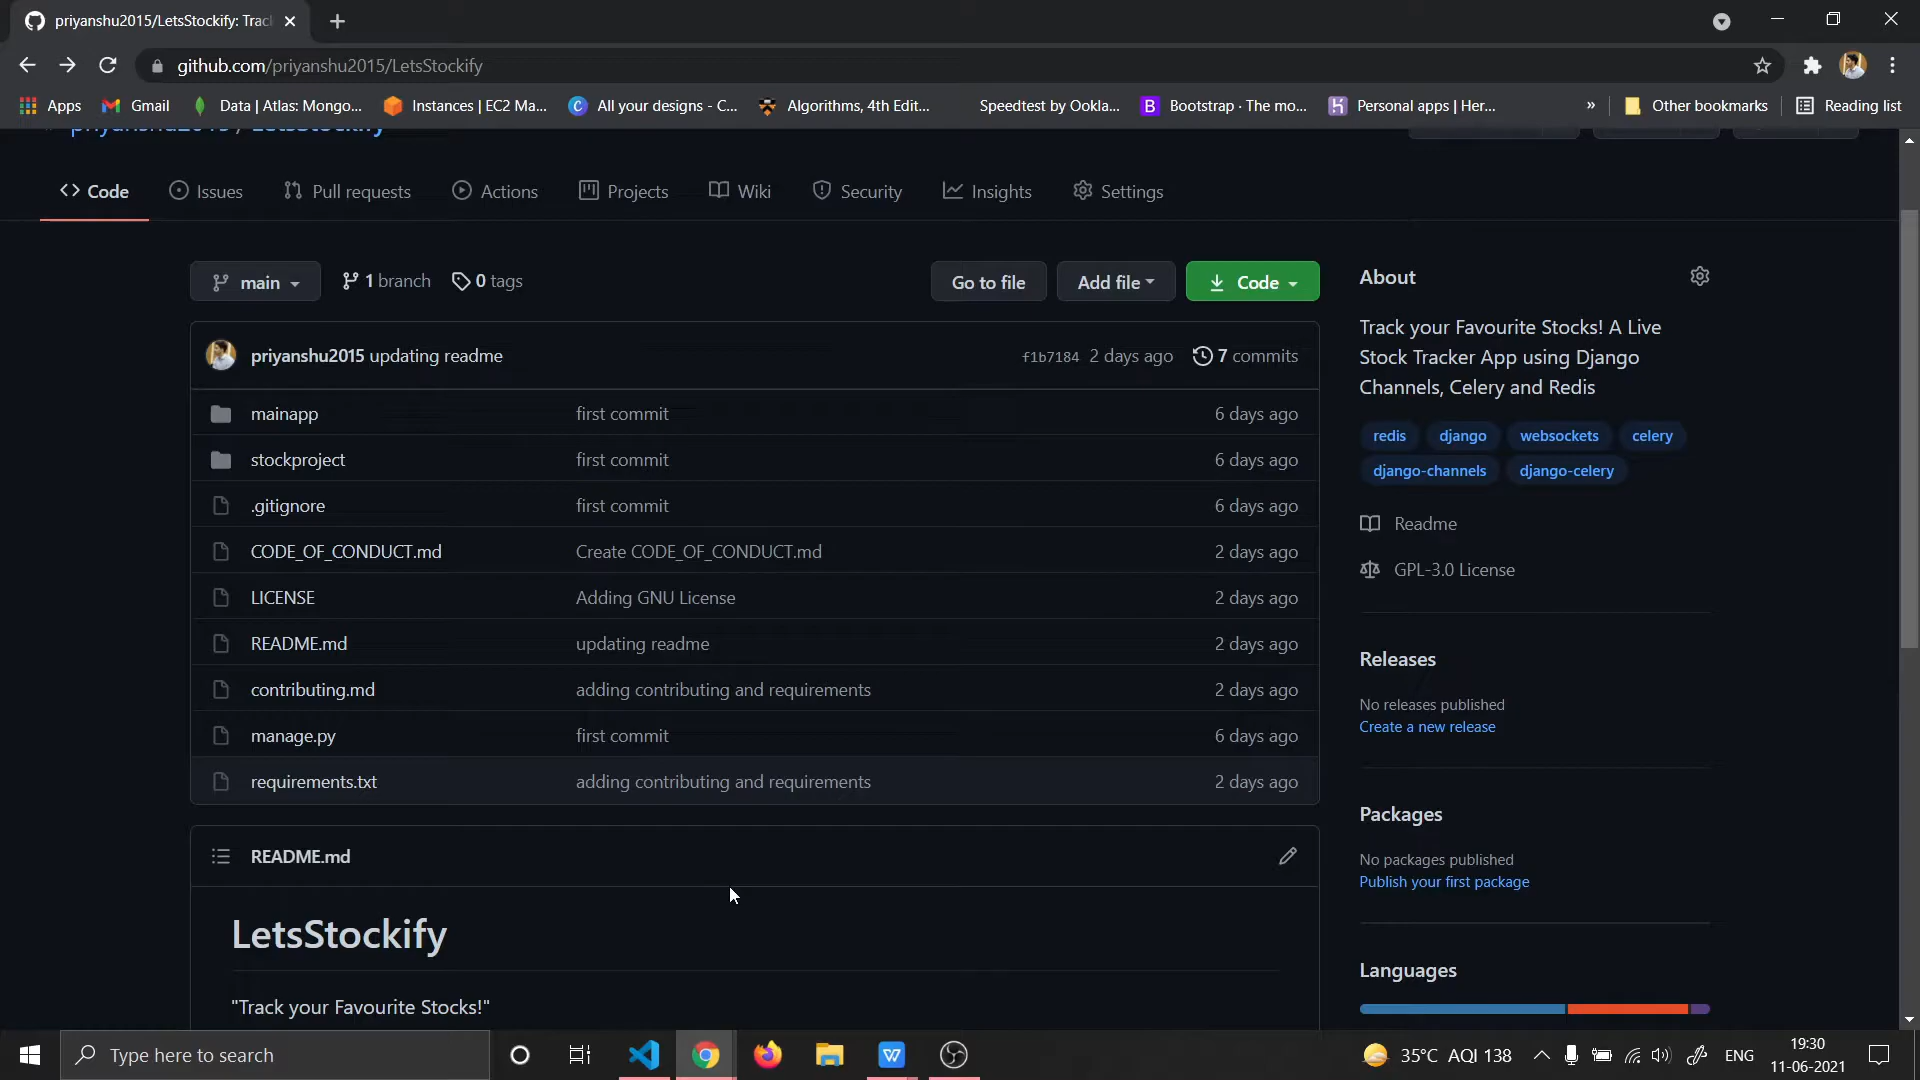 priyanshu2015/LetsStockify: Trac
github.com/priyanshu2015/LetsStockify
Apps
Gmail
Data | Atlas: Mongo...
Instances | EC2 Ma...
All your designs - C...
Algorithms, 4th Edit...
Speedtest by Ookla...
B
Bootstrap · The mo...
Personal apps | Her...
»
Other bookmarks
Reading list
priyanshu2015 / LetsStockify
Code
Issues
Pull requests
Actions
Projects
Wiki
Security
Insights
Settings
main
1 branch
0 tags
Go to file
Add file
Code
priyanshu2015 updating readme
f1b7184 2 days ago
7 commits
mainapp first commit 6 days ago
stockproject first commit 6 days ago
.gitignore first commit 6 days ago
CODE_OF_CONDUCT.md Create CODE_OF_CONDUCT.md 2 days ago
LICENSE Adding GNU License 2 days ago
README.md updating readme 2 days ago
contributing.md adding contributing and requirements 2 days ago
manage.py first commit 6 days ago
requirements.txt adding contributing and requirements 2 days ago
README.md
LetsStockify
"Track your Favourite Stocks!"
About
Track your Favourite Stocks! A Live
Stock Tracker App using Django
Channels, Celery and Redis
redis django websockets celery
django-channels django-celery
Readme
GPL-3.0 License
Releases
No releases published
Create a new release
Packages
No packages published
Publish your first package
Languages
Type here to search
35°C AQI 138
ENG
19:30
11-06-2021